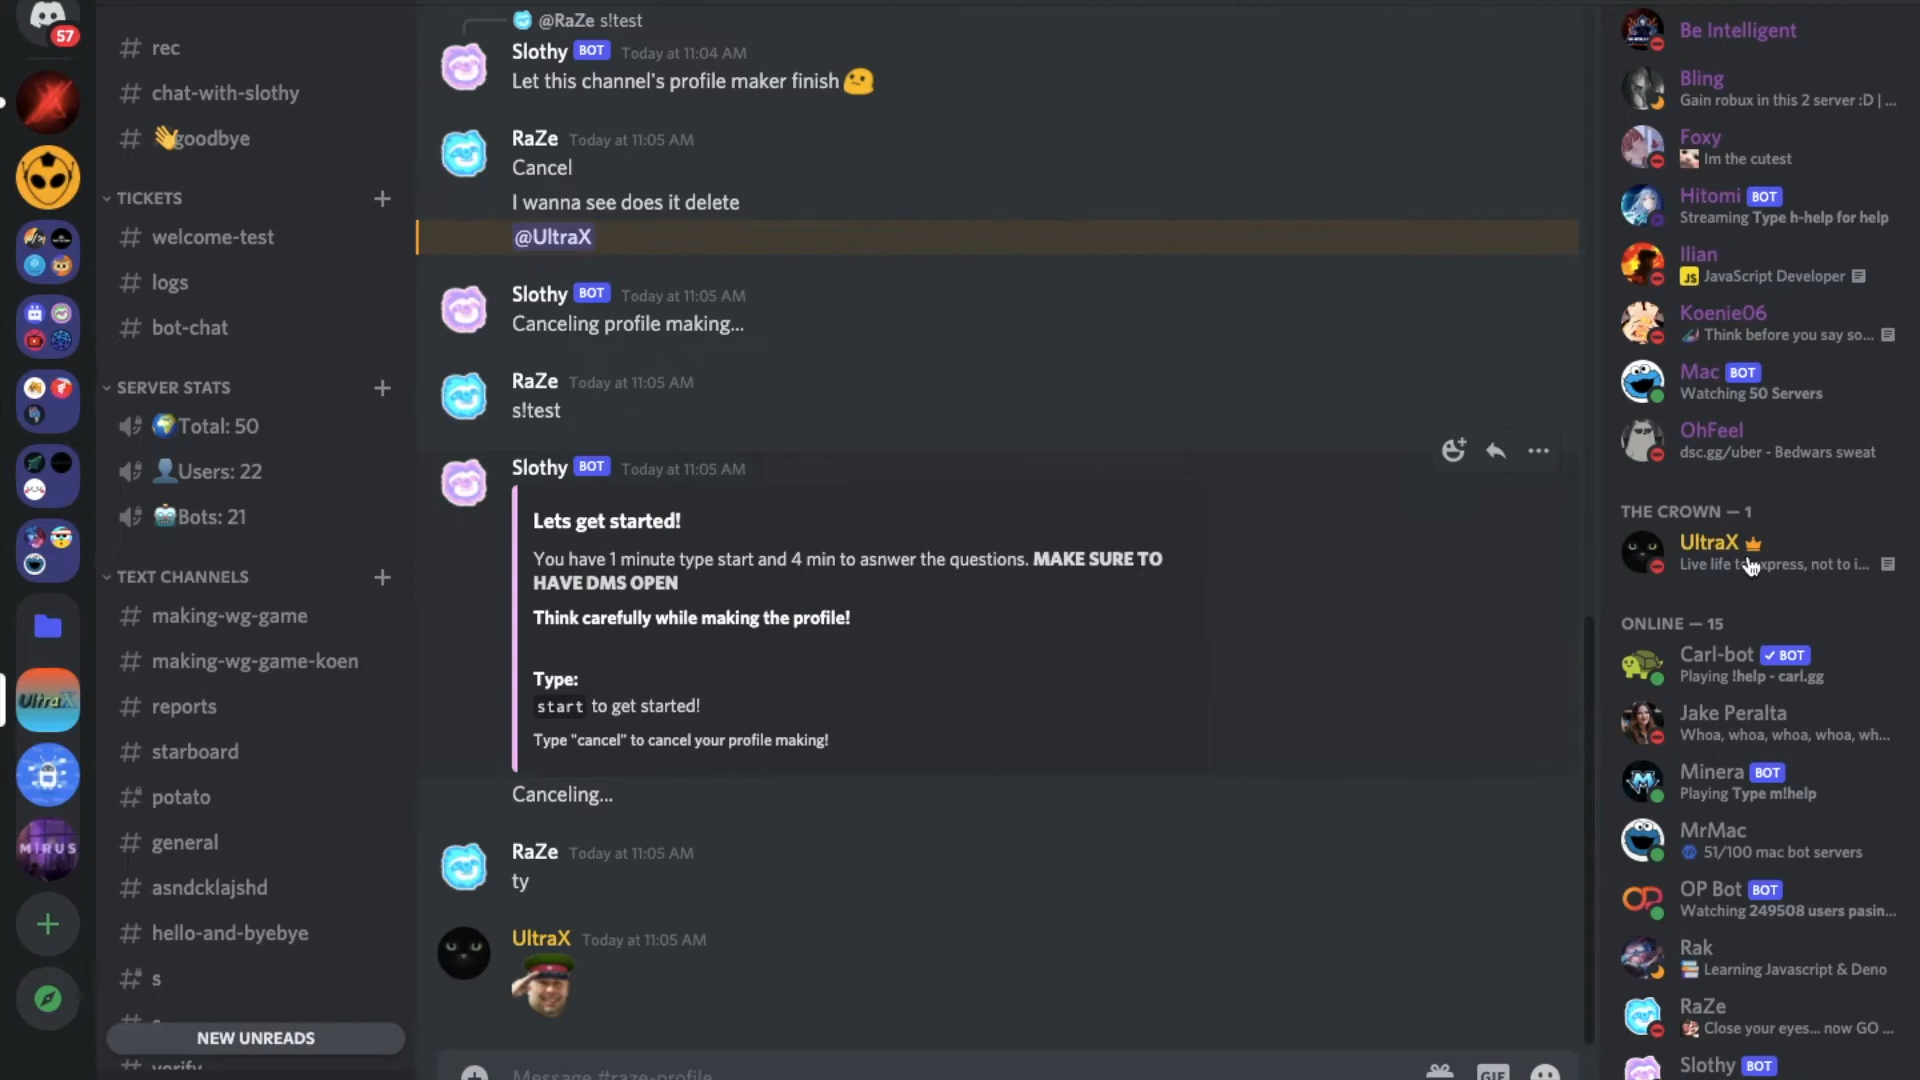 57
UltraX
MIRUS
rec
chat-with-slothy
👋goodbye
TICKETS
welcome-test
logs
bot-chat
SERVER STATS
🌍Total: 50
👤Users: 22
🤖Bots: 21
TEXT CHANNELS
making-wg-game
making-wg-game-koen
reports
starboard
potato
general
asndcklajshd
hello-and-byebye
s
NEW UNREADS
verify
@RaZe s!test
Slothy BOT Today at 11:04 AM
Let this channel's profile maker finish
RaZe Today at 11:05 AM
Cancel
I wanna see does it delete
@UltraX
Slothy BOT Today at 11:05 AM
Canceling profile making...
RaZe Today at 11:05 AM
s!test
Slothy BOT Today at 11:05 AM
Lets get started!
You have 1 minute type start and 4 min to asnwer the questions. MAKE SURE TO
HAVE DMS OPEN
Think carefully while making the profile!
Type:
start to get started!
Type "cancel" to cancel your profile making!
Canceling...
RaZe Today at 11:05 AM
ty
UltraX Today at 11:05 AM
Message #raze-profile
GIF
Be Intelligent
Bling
Gain robux in this 2 server :D | ...
Foxy
Im the cutest
Hitomi BOT
Streaming Type h-help for help
Ilian
JS JavaScript Developer
Koenie06
Think before you say so...
Mac BOT
Watching 50 Servers
OhFeel
dsc.gg/uber - Bedwars sweat
THE CROWN — 1
UltraX
Live life to express, not to i...
ONLINE — 15
Carl-bot ✓ BOT
Playing !help - carl.gg
Jake Peralta
Whoa, whoa, whoa, whoa, wh...
Minera BOT
Playing Type m!help
MrMac
51/100 mac bot servers
OP Bot BOT
Watching 249508 users pasin...
Rak
Learning Javascript & Deno
RaZe
Close your eyes... now GO ...
Slothy BOT